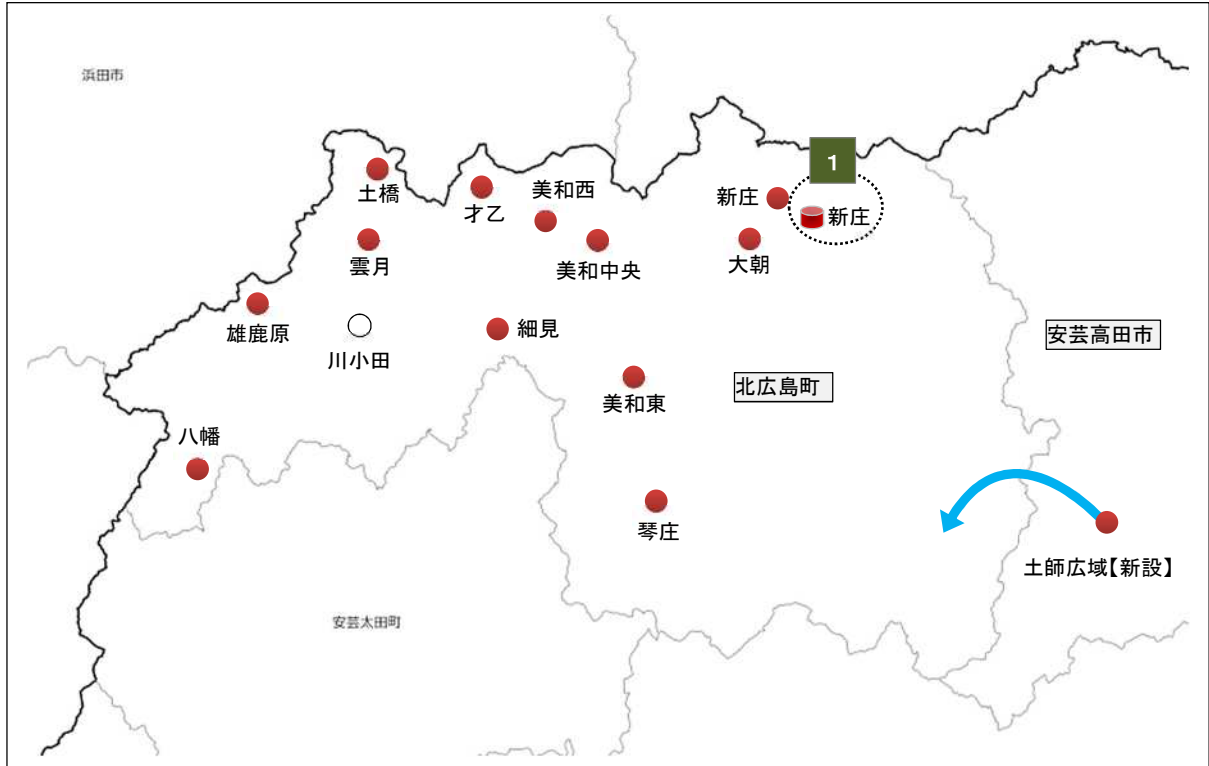 浜田市
1
土橋
才乙
美和西
新庄
新庄
雲月
美和中央
大朝
雄鹿原
川小田
細見
安芸高田市
美和東
北広島町
八幡
琴庄
土師広域【新設】
安芸太田町